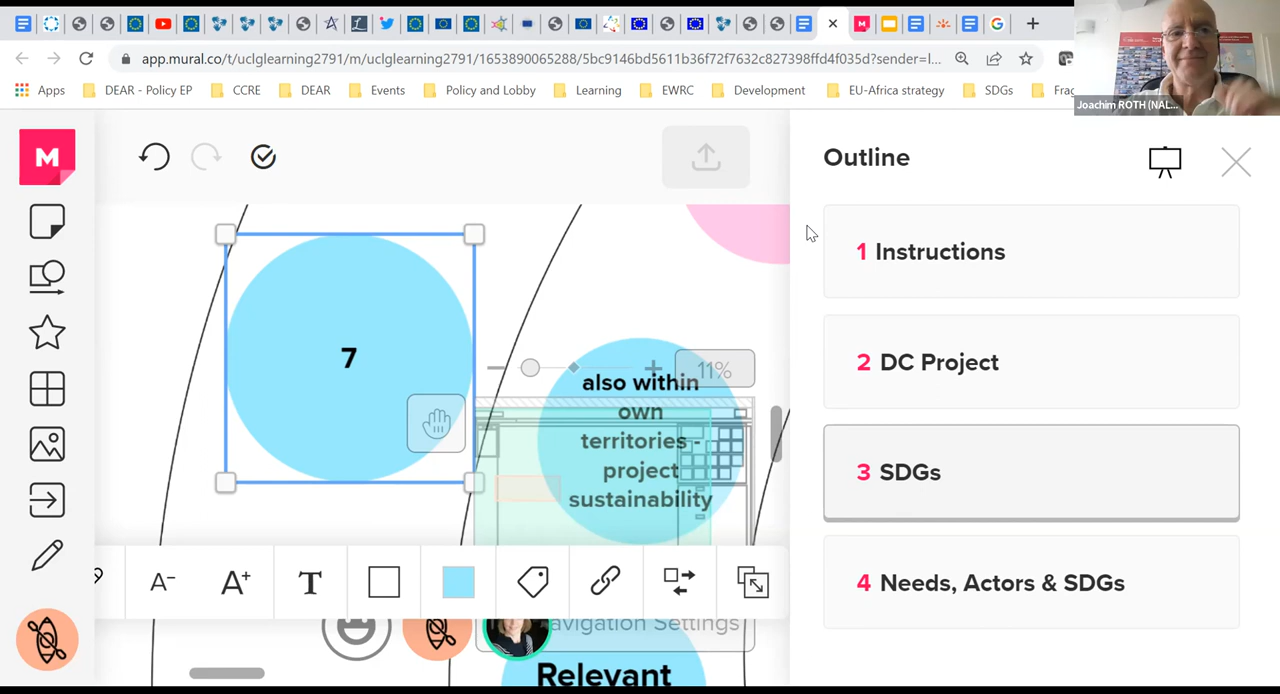 Joachim ROTH (NAL...
app.mural.co/t/uclglearning2791/m/uclglearning2791/1653890065288/5bc9146bd5611b36f72f7632c827398ffd4f035d?sender=I...
Apps DEAR - Policy EP CCRE DEAR Events Policy and Lobby Learning EWRC Development EU-Africa strategy SDGs Frag
M
Outline
1 Instructions
2 DC Project
3 SDGs
4 Needs, Actors & SDGs
7
11%
also within
own
territories -
project
sustainability
A- A+ T
Navigation Settings
Relevant